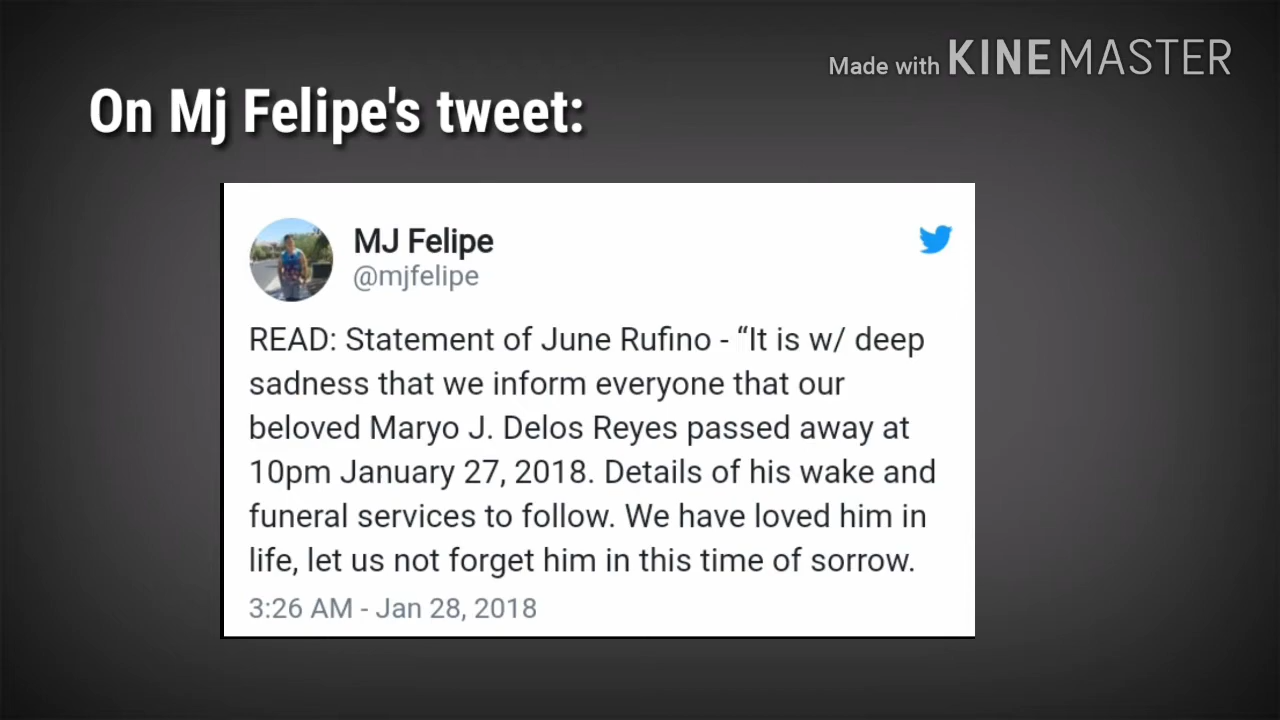 Made with KINEMASTER
On Mj Felipe's tweet:
MJ Felipe
@mjfelipe
READ: Statement of June Rufino - “It is w/ deep
sadness that we inform everyone that our
beloved Maryo J. Delos Reyes passed away at
10pm January 27, 2018. Details of his wake and
funeral services to follow. We have loved him in
life, let us not forget him in this time of sorrow.
3:26 AM - Jan 28, 2018